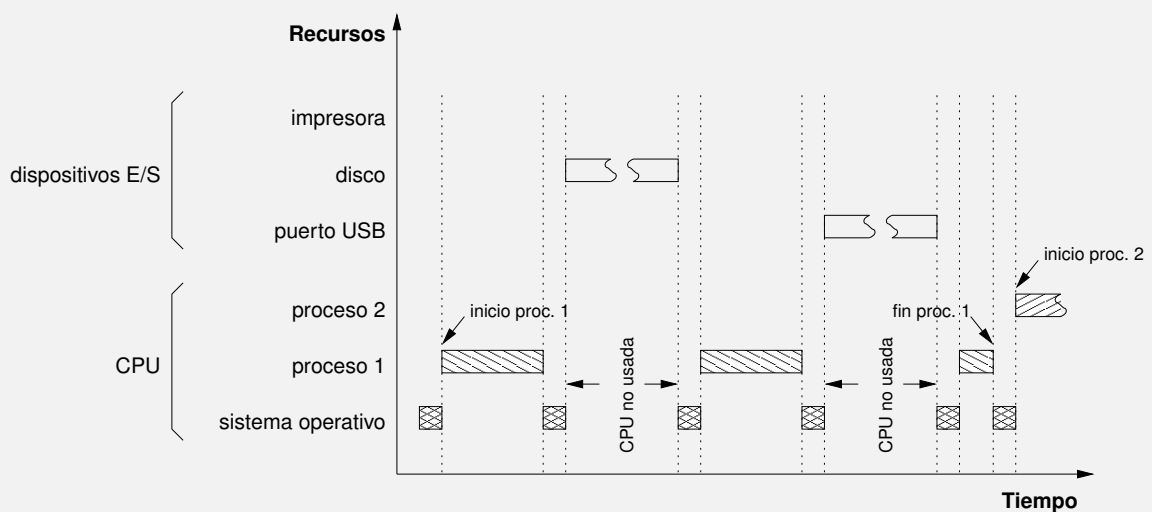 Recursos
impresora
dispositivos E/S
disco
puerto USB
inicio proc. 2
proceso 2
inicio proc. 1
fin proc. 1
CPU
proceso 1
CPU no usada
CPU no usada
sistema operativo
Tiempo